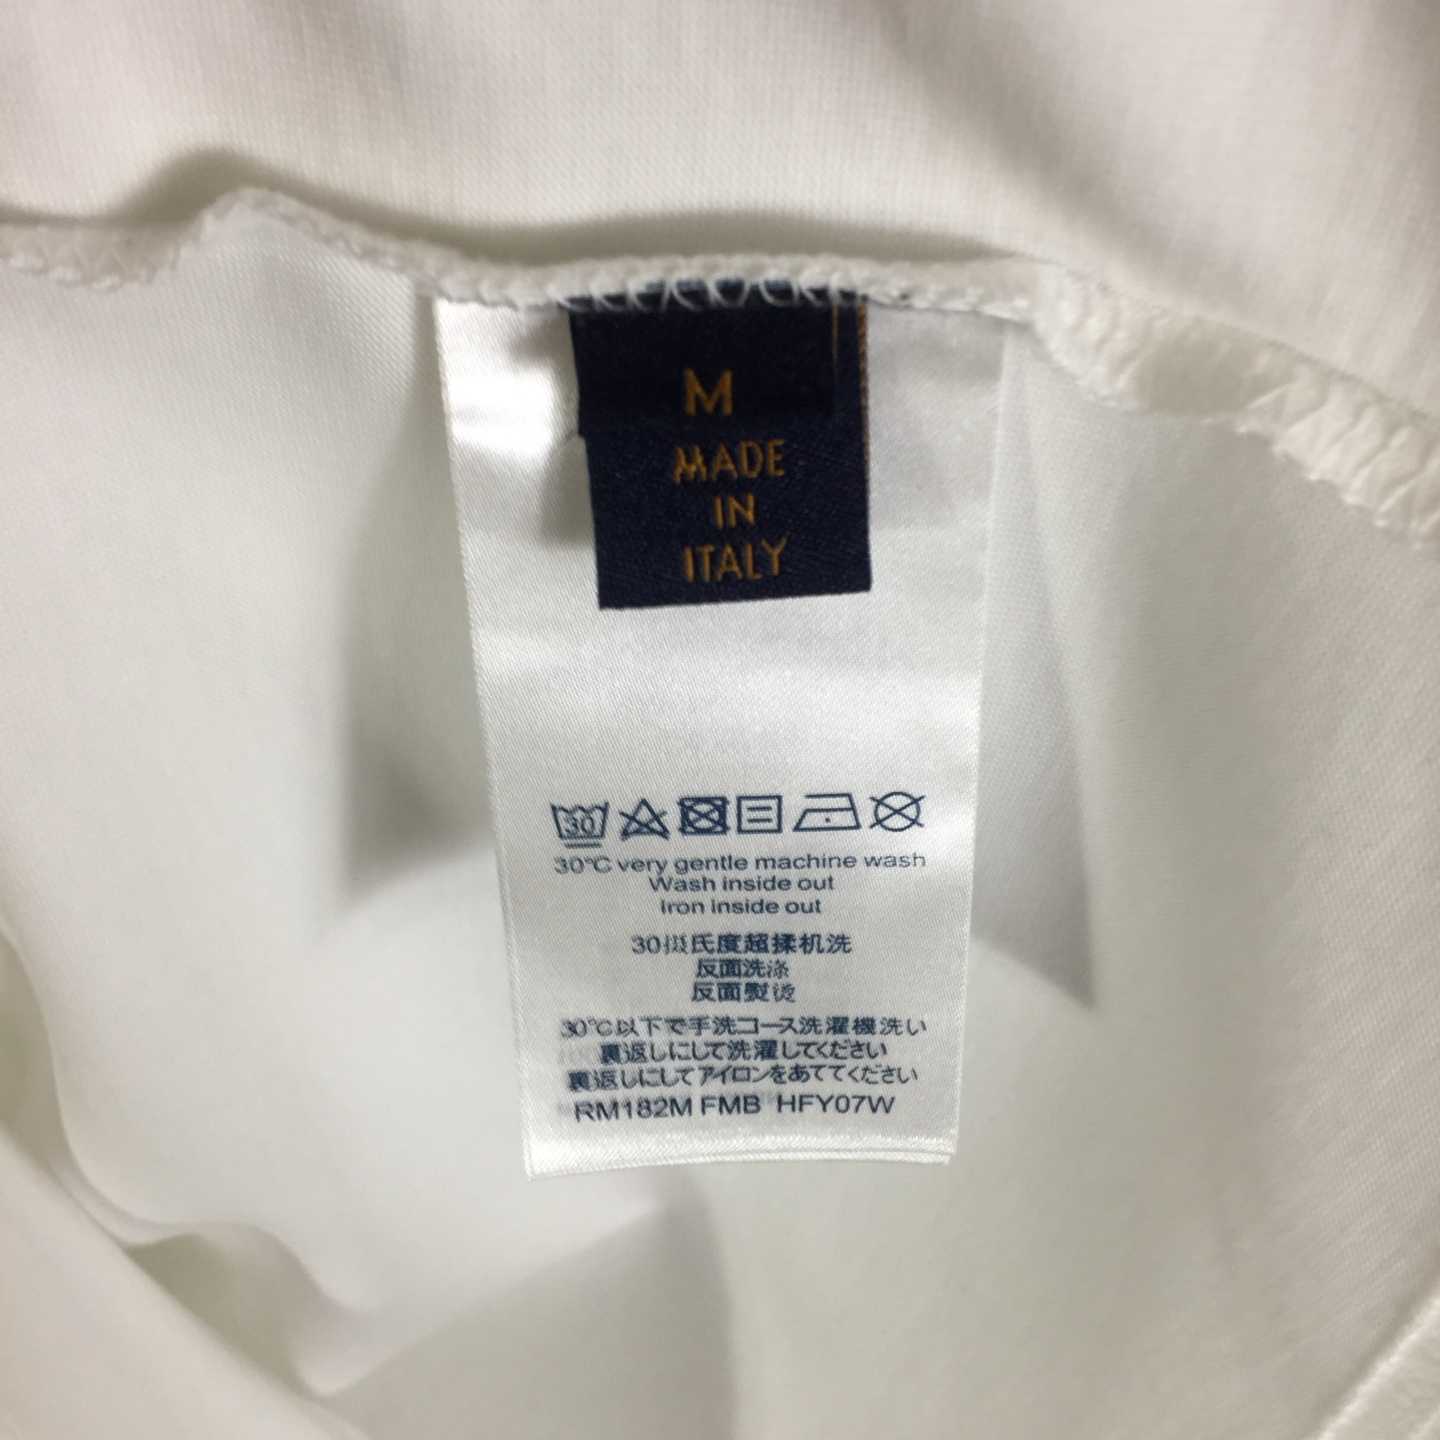 M
MADE
IN
ITALY
30
30℃ very gentle machine wash
Wash inside out
Iron inside out
30摄氏度超揉机洗
反面洗涤
反面熨烫
30℃以下で手洗コース洗濯機洗い
裏返しにして洗濯してください
裏返しにしてアイロンをあててください
RM182M FMB HFY07W